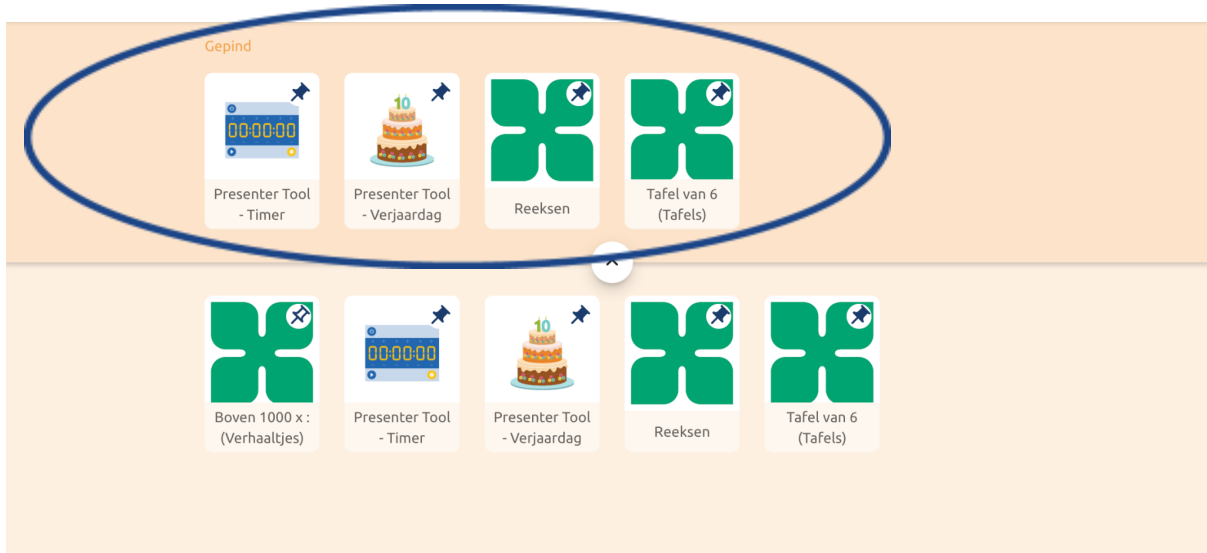 Gepind
00:00:00
Presenter Tool
- Timer
10
Presenter Tool
- Verjaardag
Reeksen
Tafel van 6
(Tafels)
Boven 1000 x :
(Verhaaltjes)
00:00:00
Presenter Tool
- Timer
10
Presenter Tool
- Verjaardag
Reeksen
Tafel van 6
(Tafels)